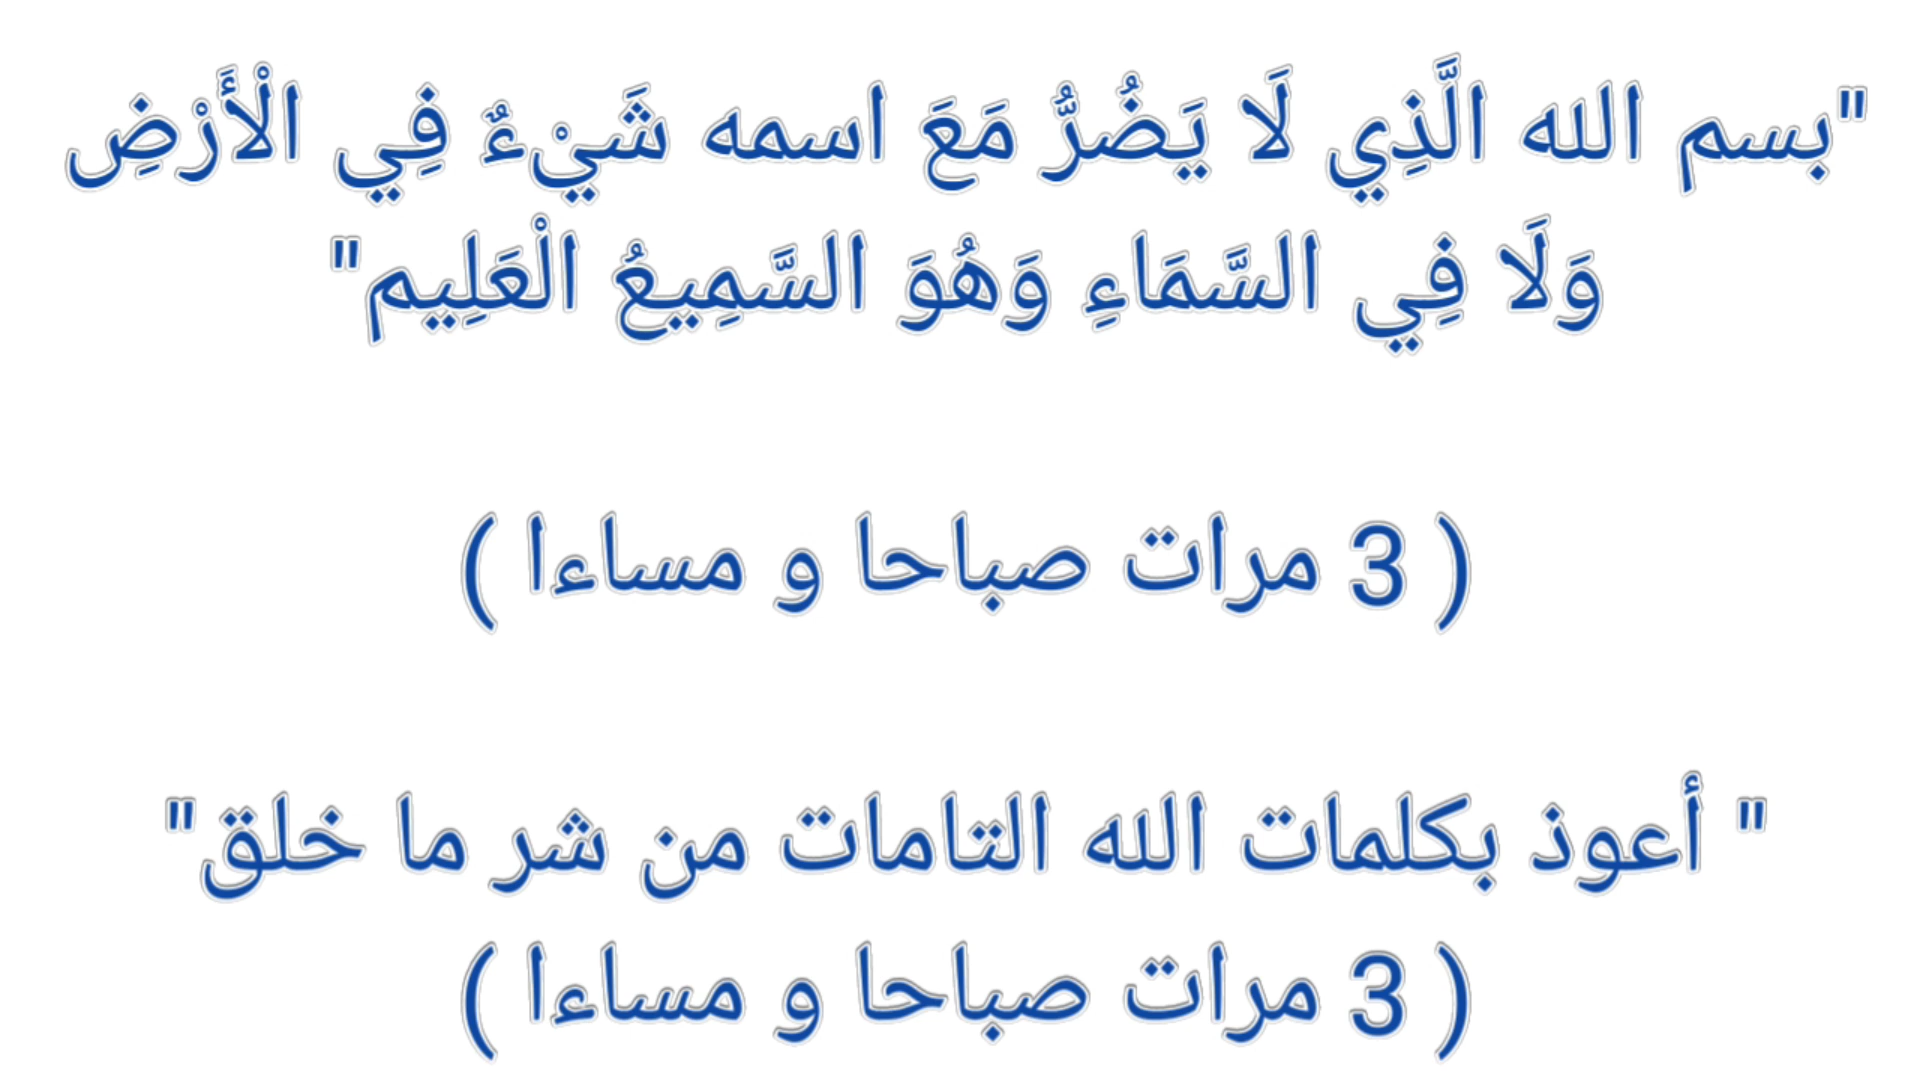 "بسم الله الَّذِي لَا يَضُرُّ مَعَ اسمه شَيْءٌ فِي الْأَرْضِ
وَلَا فِي السَّمَاءِ وَهُوَ السَّمِيعُ الْعَلِيم"
( 3 مرات صباحا و مساءا )
" أعوذ بكلمات الله التامات من شر ما خلق"
( 3 مرات صباحا و مساءا )